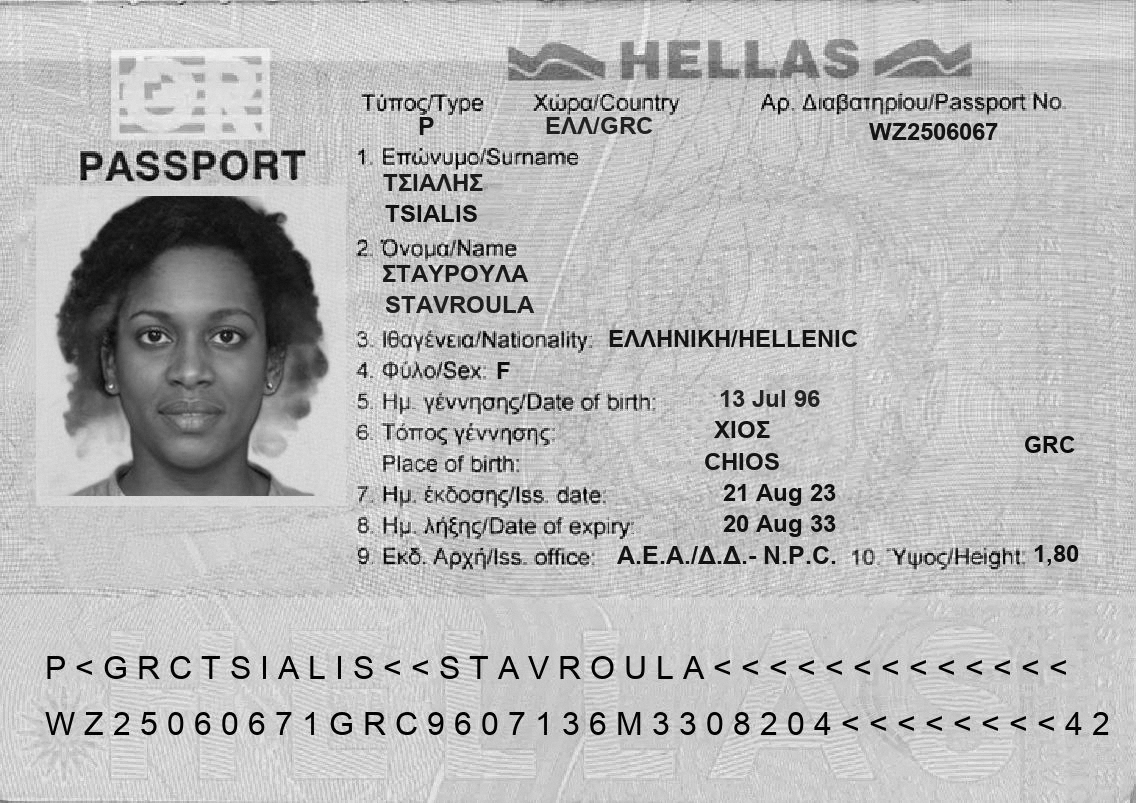 HELLAS
GR
PASSPORT
Τύπος/Type Χώρα/Country Αρ. Διαβατηρίου/Passport No.
P ΕΛΛ/GRC WZ2506067
1. Επώνυμο/Surname
ΤΣΙΑΛΗΣ
TSIALIS
2. Όνομα/Name
ΣΤΑΥΡΟΥΛΑ
STAVROULA
3. Ιθαγένεια/Nationality: ΕΛΛΗΝΙΚΗ/HELLENIC
4. Φύλο/Sex: F
5. Ημ. γέννησης/Date of birth: 13 Jul 96
6. Τόπος γέννησης: ΧΙΟΣ
GRC
Place of birth: CHIOS
7. Ημ. έκδοσης/Iss. date: 21 Aug 23
8. Ημ. λήξης/Date of expiry: 20 Aug 33
9. Εκδ. Αρχή/Iss. office: Α.Ε.Α./Δ.Δ.- N.P.C. 10. Ύψος/Height: 1,80
P<GRCTSIALIS<<STAVROULA<<<<<<<<<<<<<
WZ25060671GRC9607136M3308204<<<<<<<<42
HELLAS